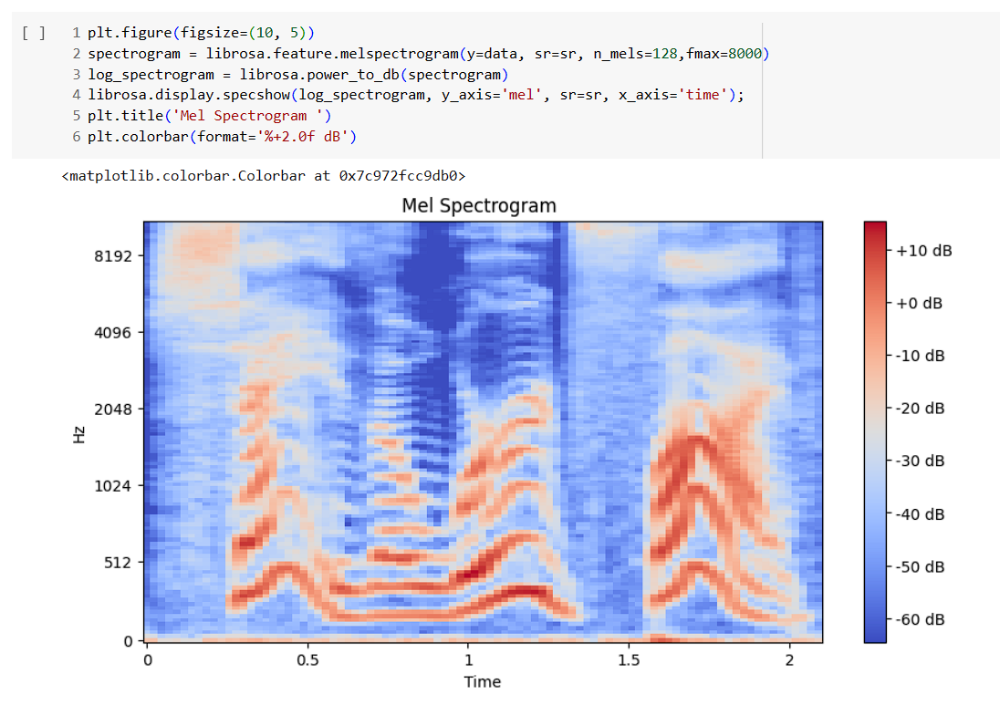 [ ]
1 plt.figure(figsize=(10, 5))
2 spectrogram = librosa.feature.melspectrogram(y=data, sr=sr, n_mels=128,fmax=8000)
3 log_spectrogram = librosa.power_to_db(spectrogram)
4 librosa.display.specshow(log_spectrogram, y_axis='mel', sr=sr, x_axis='time');
5 plt.title('Mel Spectrogram ')
6 plt.colorbar(format='%+2.0f dB')
<matplotlib.colorbar.Colorbar at 0x7c972fcc9db0>
Mel Spectrogram
8192
4096
2048
1024
512
0
Hz
0 0.5 1 1.5 2
Time
+10 dB
+0 dB
-10 dB
-20 dB
-30 dB
-40 dB
-50 dB
-60 dB